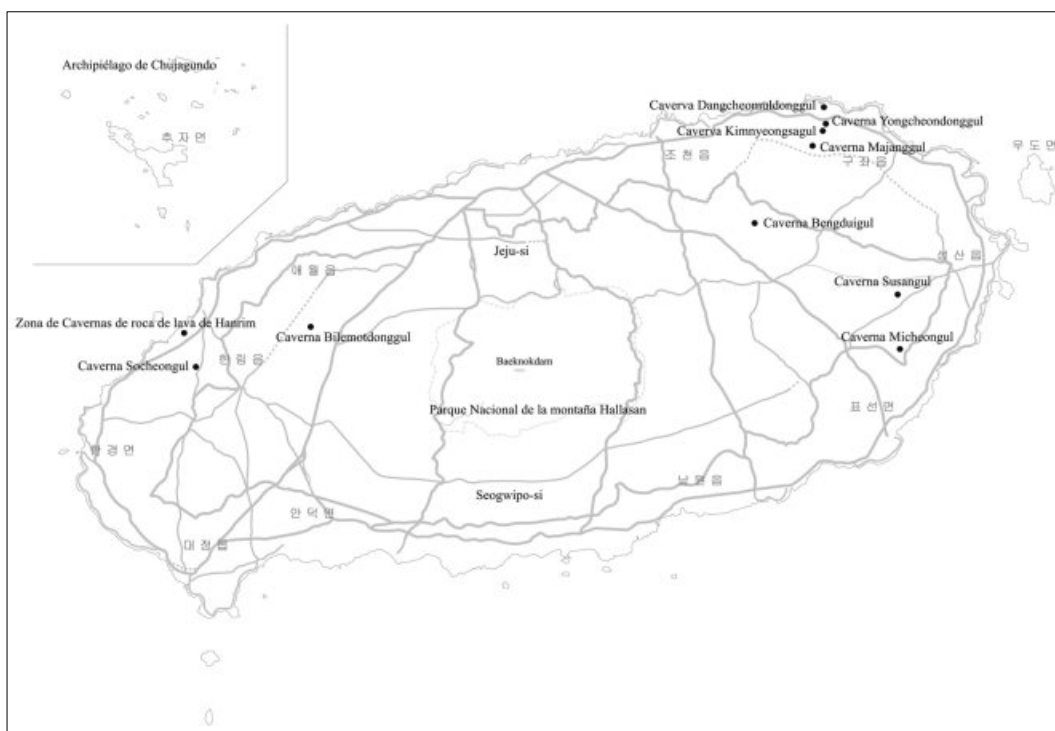 Archipiélago de Chujagundo
추자면
Caverva Dangcheomuldonggul
Caverna Yongcheondonggul
Caverva Kimnyeongsagul
Caverna Majanggul
조천읍
구좌읍
우도면
Caverna Bengduigul
Jeju-si
애월읍
성산읍
Caverna Susangul
Zona de Cavernas de roca de lava de Hanrim
Caverna Bilemotdonggul
한림읍
Caverna Socheongul
Caverna Micheongul
Baeknokdam
Parque Nacional de la montaña Hallasan
표선면
한경면
남원읍
Seogwipo-si
안덕면
대정읍